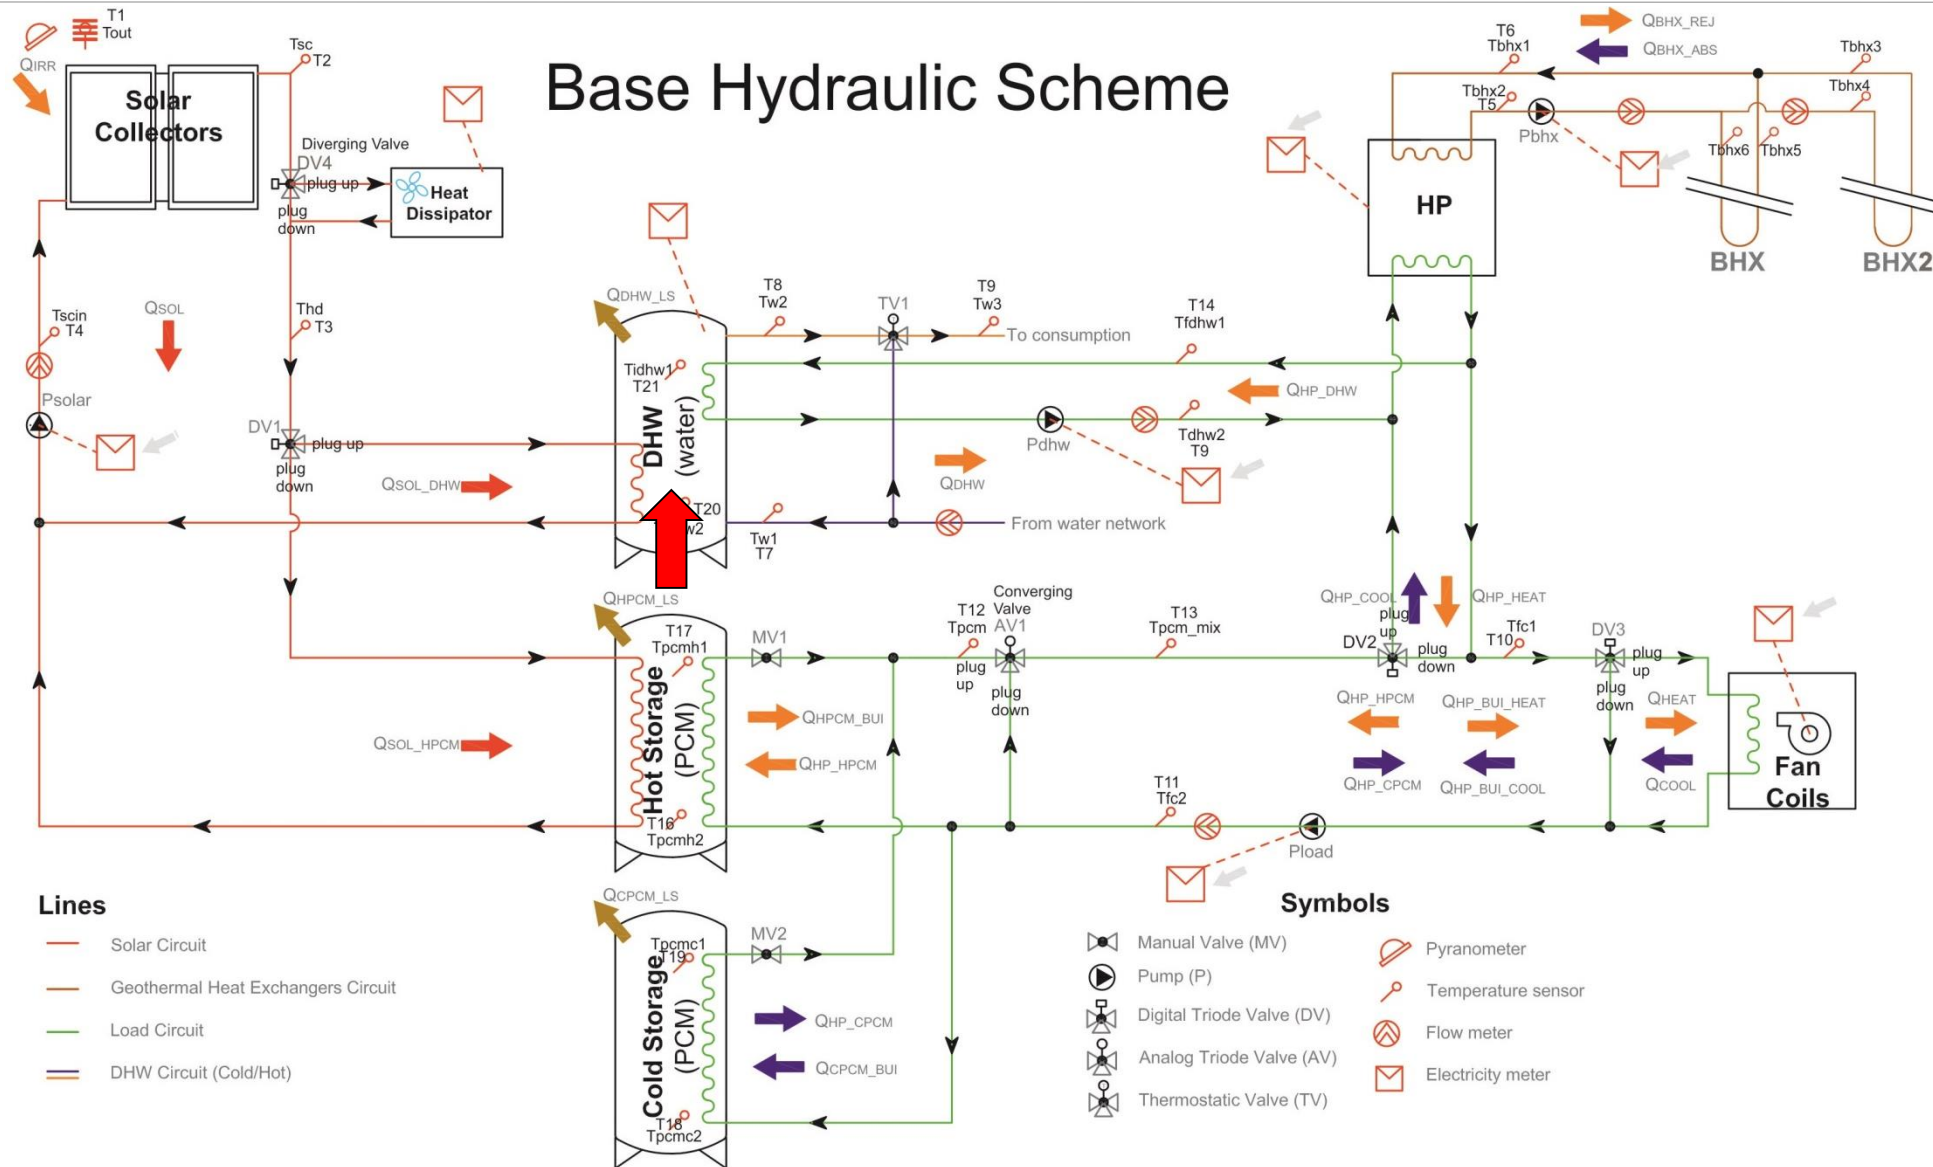 Base Hydraulic Scheme
T1
Tout
QIRR
Solar
Collectors
Tsc
T2
Diverging Valve
DV4
plug up
plug
down
Heat
Dissipator
Tscin
T4
QSOL
Thd
T3
Psolar
DV1
plug up
plug
down
QSOL_DHW
QDHW_LS
T8
Tw2
TV1
T9
Tw3
To consumption
T14
Tfdhw1
Tidhw1
T21
DHW
(water)
QHP_DHW
Pdhw
Tdhw2
T9
QDHW
T20
w2
Tw1
T7
From water network
T6
Tbhx1
QBHX_REJ
QBHX_ABS
Tbhx3
Tbhx2
T5
Pbhx
Tbhx4
Tbhx6
Tbhx5
HP
BHX
BHX2
QHPCM_LS
T17
Tpcmh1
MV1
Hot Storage
(PCM)
T16
Tpcmh2
QSOL_HPCM
QHPCM_BUI
QHP_HPCM
T12
Tpcm
plug
up
Converging
Valve
AV1
plug
down
T13
Tpcm_mix
QHP_COOL
plug
up
QHP_HEAT
DV2
plug
down
Tfc1
T10
DV3
plug
up
plug
down
QHP_HPCM
QHP_CPCM
QHP_BUI_HEAT
QHP_BUI_COOL
QHEAT
QCOOL
Fan
Coils
T11
Tfc2
Pload
QCPCM_LS
Tpcmc1
T19
MV2
Cold Storage
(PCM)
T18
Tpcmc2
QHP_CPCM
QCPCM_BUI
Lines
Solar Circuit
Geothermal Heat Exchangers Circuit
Load Circuit
DHW Circuit (Cold/Hot)
Symbols
Manual Valve (MV)
Pump (P)
Digital Triode Valve (DV)
Analog Triode Valve (AV)
Thermostatic Valve (TV)
Pyranometer
Temperature sensor
Flow meter
Electricity meter